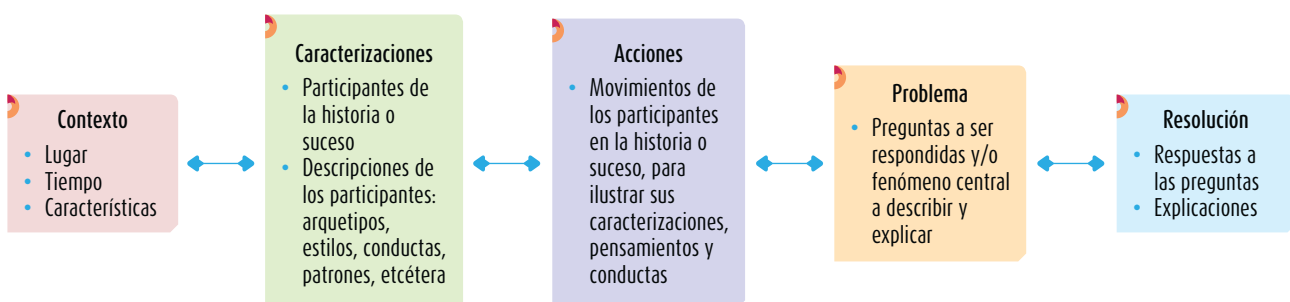 Contexto
• Lugar
• Tiempo
• Características
Caracterizaciones
• Participantes de
la historia o
suceso
• Descripciones de
los participantes:
arquetipos,
estilos, conductas,
patrones, etcétera
Acciones
• Movimientos de
los participantes
en la historia o
suceso, para
ilustrar sus
caracterizaciones,
pensamientos y
conductas
Problema
• Preguntas a ser
respondidas y/o
fenómeno central
a describir y
explicar
Resolución
• Respuestas a
las preguntas
• Explicaciones